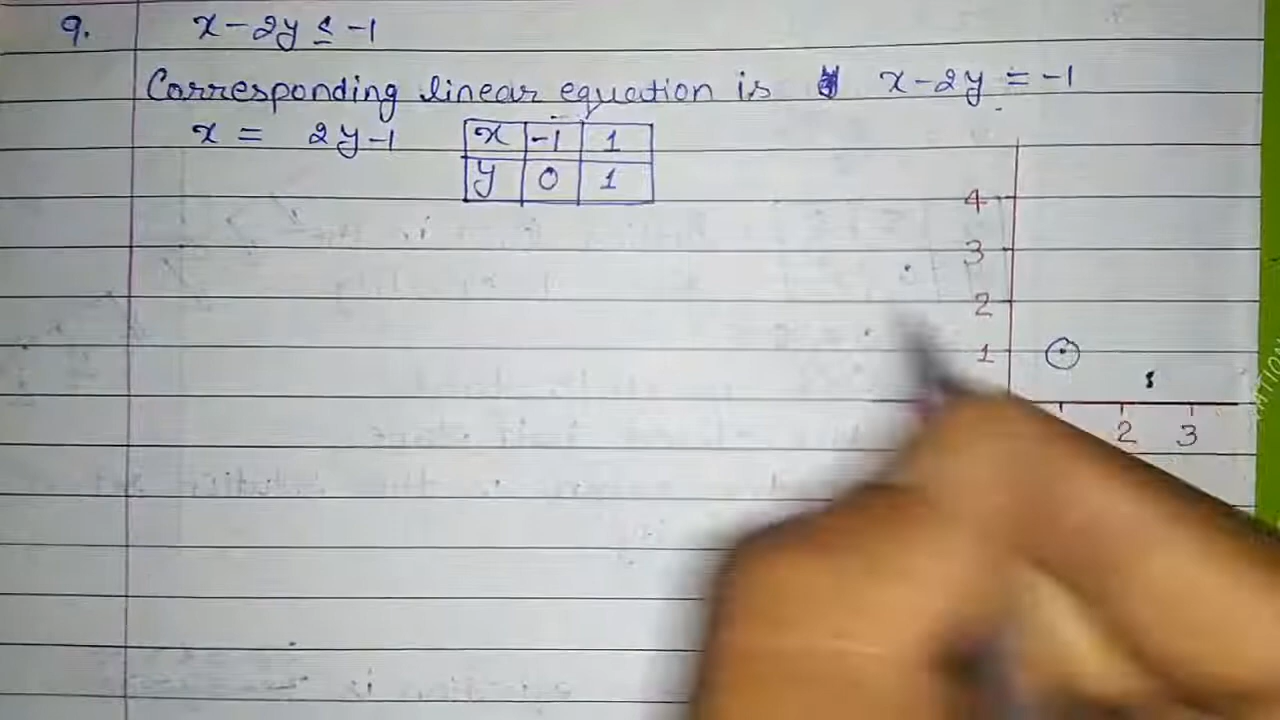 9. x-2y ≤ -1
Corresponding linear equation is x-2y = -1
x = 2y-1
x -1 1
y 0 1
4
3
2
1
2 3